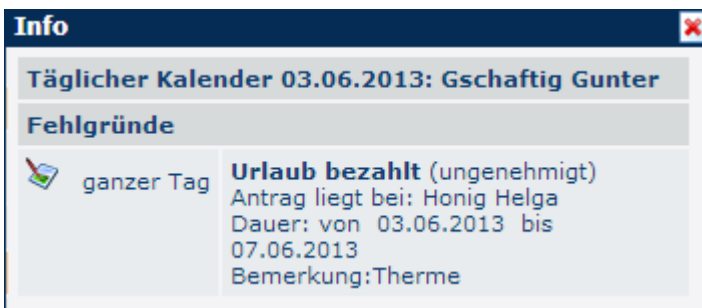 Info
Täglicher Kalender 03.06.2013: Gschaftig Gunter
Fehlgründe
ganzer Tag
Urlaub bezahlt (ungenehmigt)
Antrag liegt bei: Honig Helga
Dauer: von 03.06.2013 bis
07.06.2013
Bemerkung:Therme